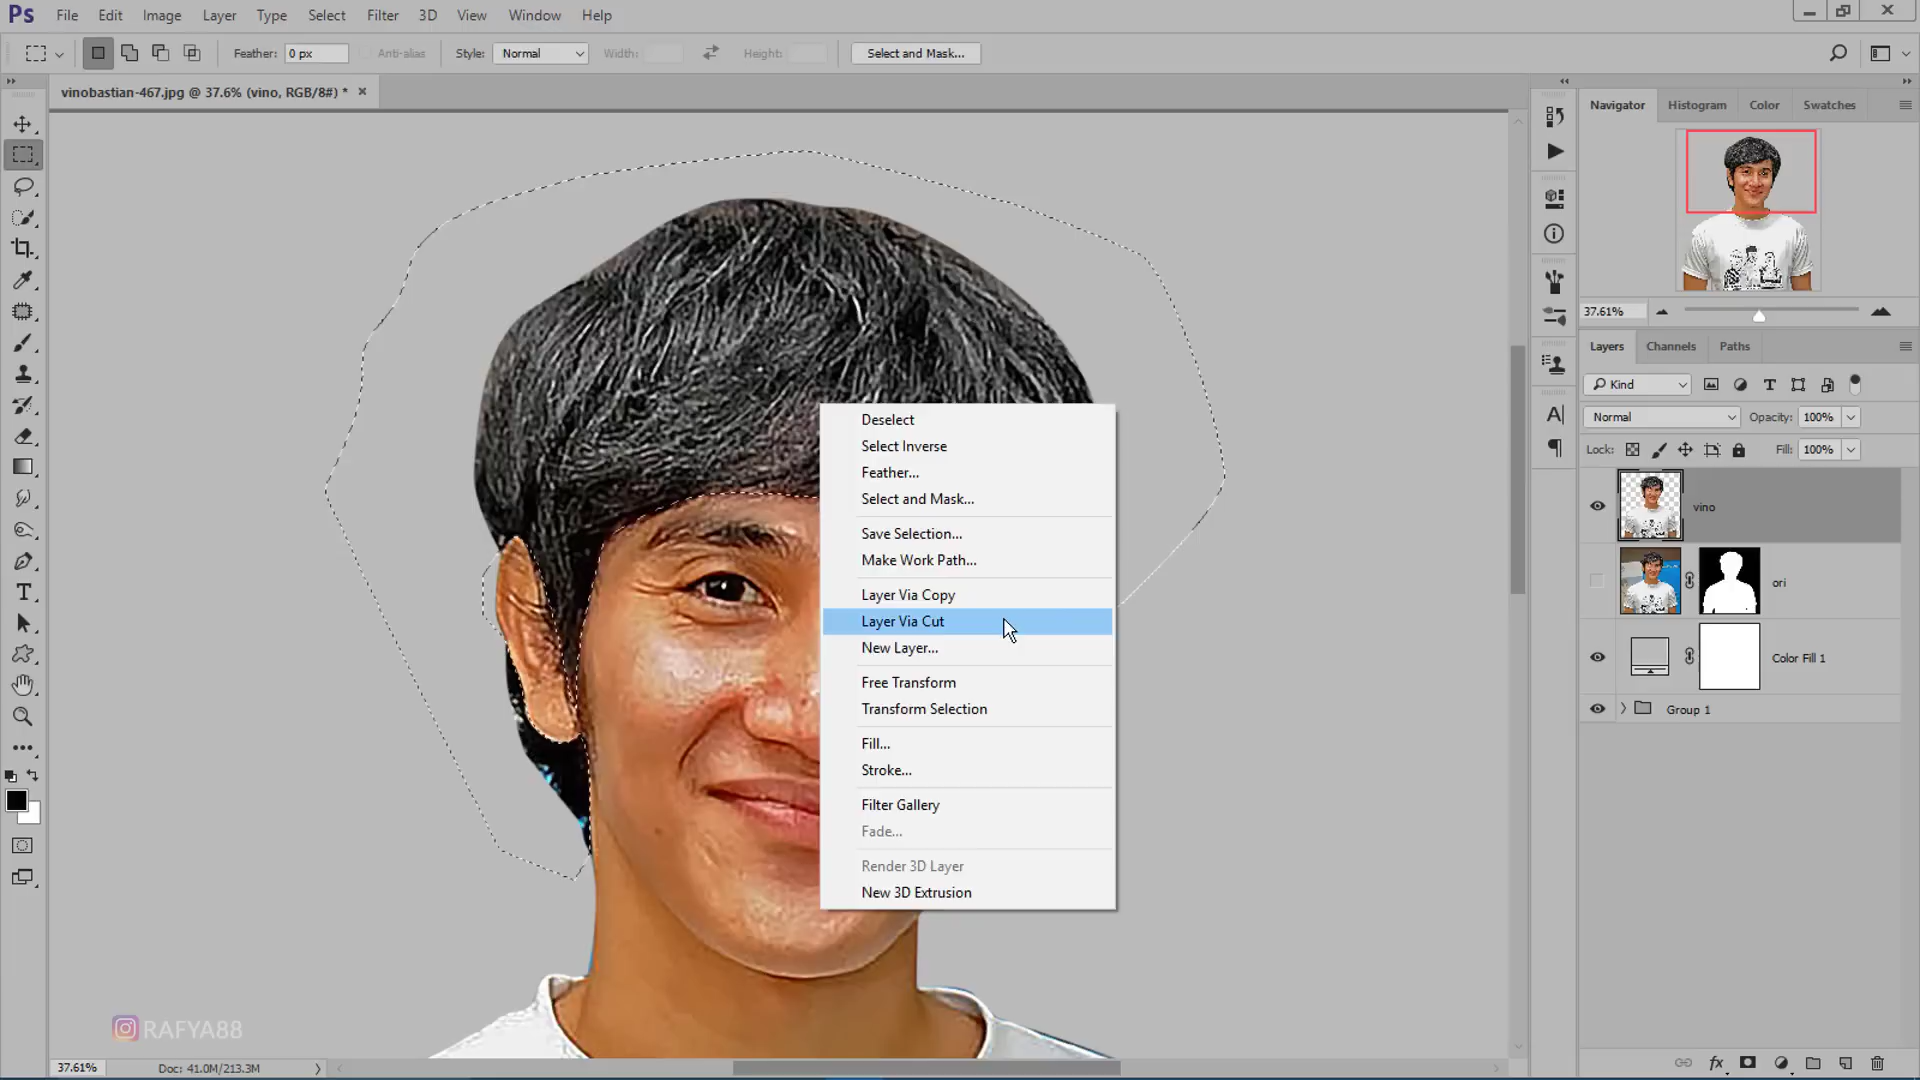 Ps File Edit Image Layer Type Select Filter 3D View Window Help
Feather: 0 px Anti-alias Style: Normal Width: Height: Select and Mask...
vinobastian-467.jpg @ 37.6% (vino, RGB/8#) * ×
Navigator Histogram Color Swatches
37.61%
Layers Channels Paths
Kind
Normal Opacity: 100%
Lock: Fill: 100%
vino
ori
Color Fill 1
Group 1
Deselect
Select Inverse
Feather...
Select and Mask...
Save Selection...
Make Work Path...
Layer Via Copy
Layer Via Cut
New Layer...
Free Transform
Transform Selection
Fill...
Stroke...
Filter Gallery
Fade...
Render 3D Layer
New 3D Extrusion
RAFYA88
37.61% Doc: 41.0M/213.3M